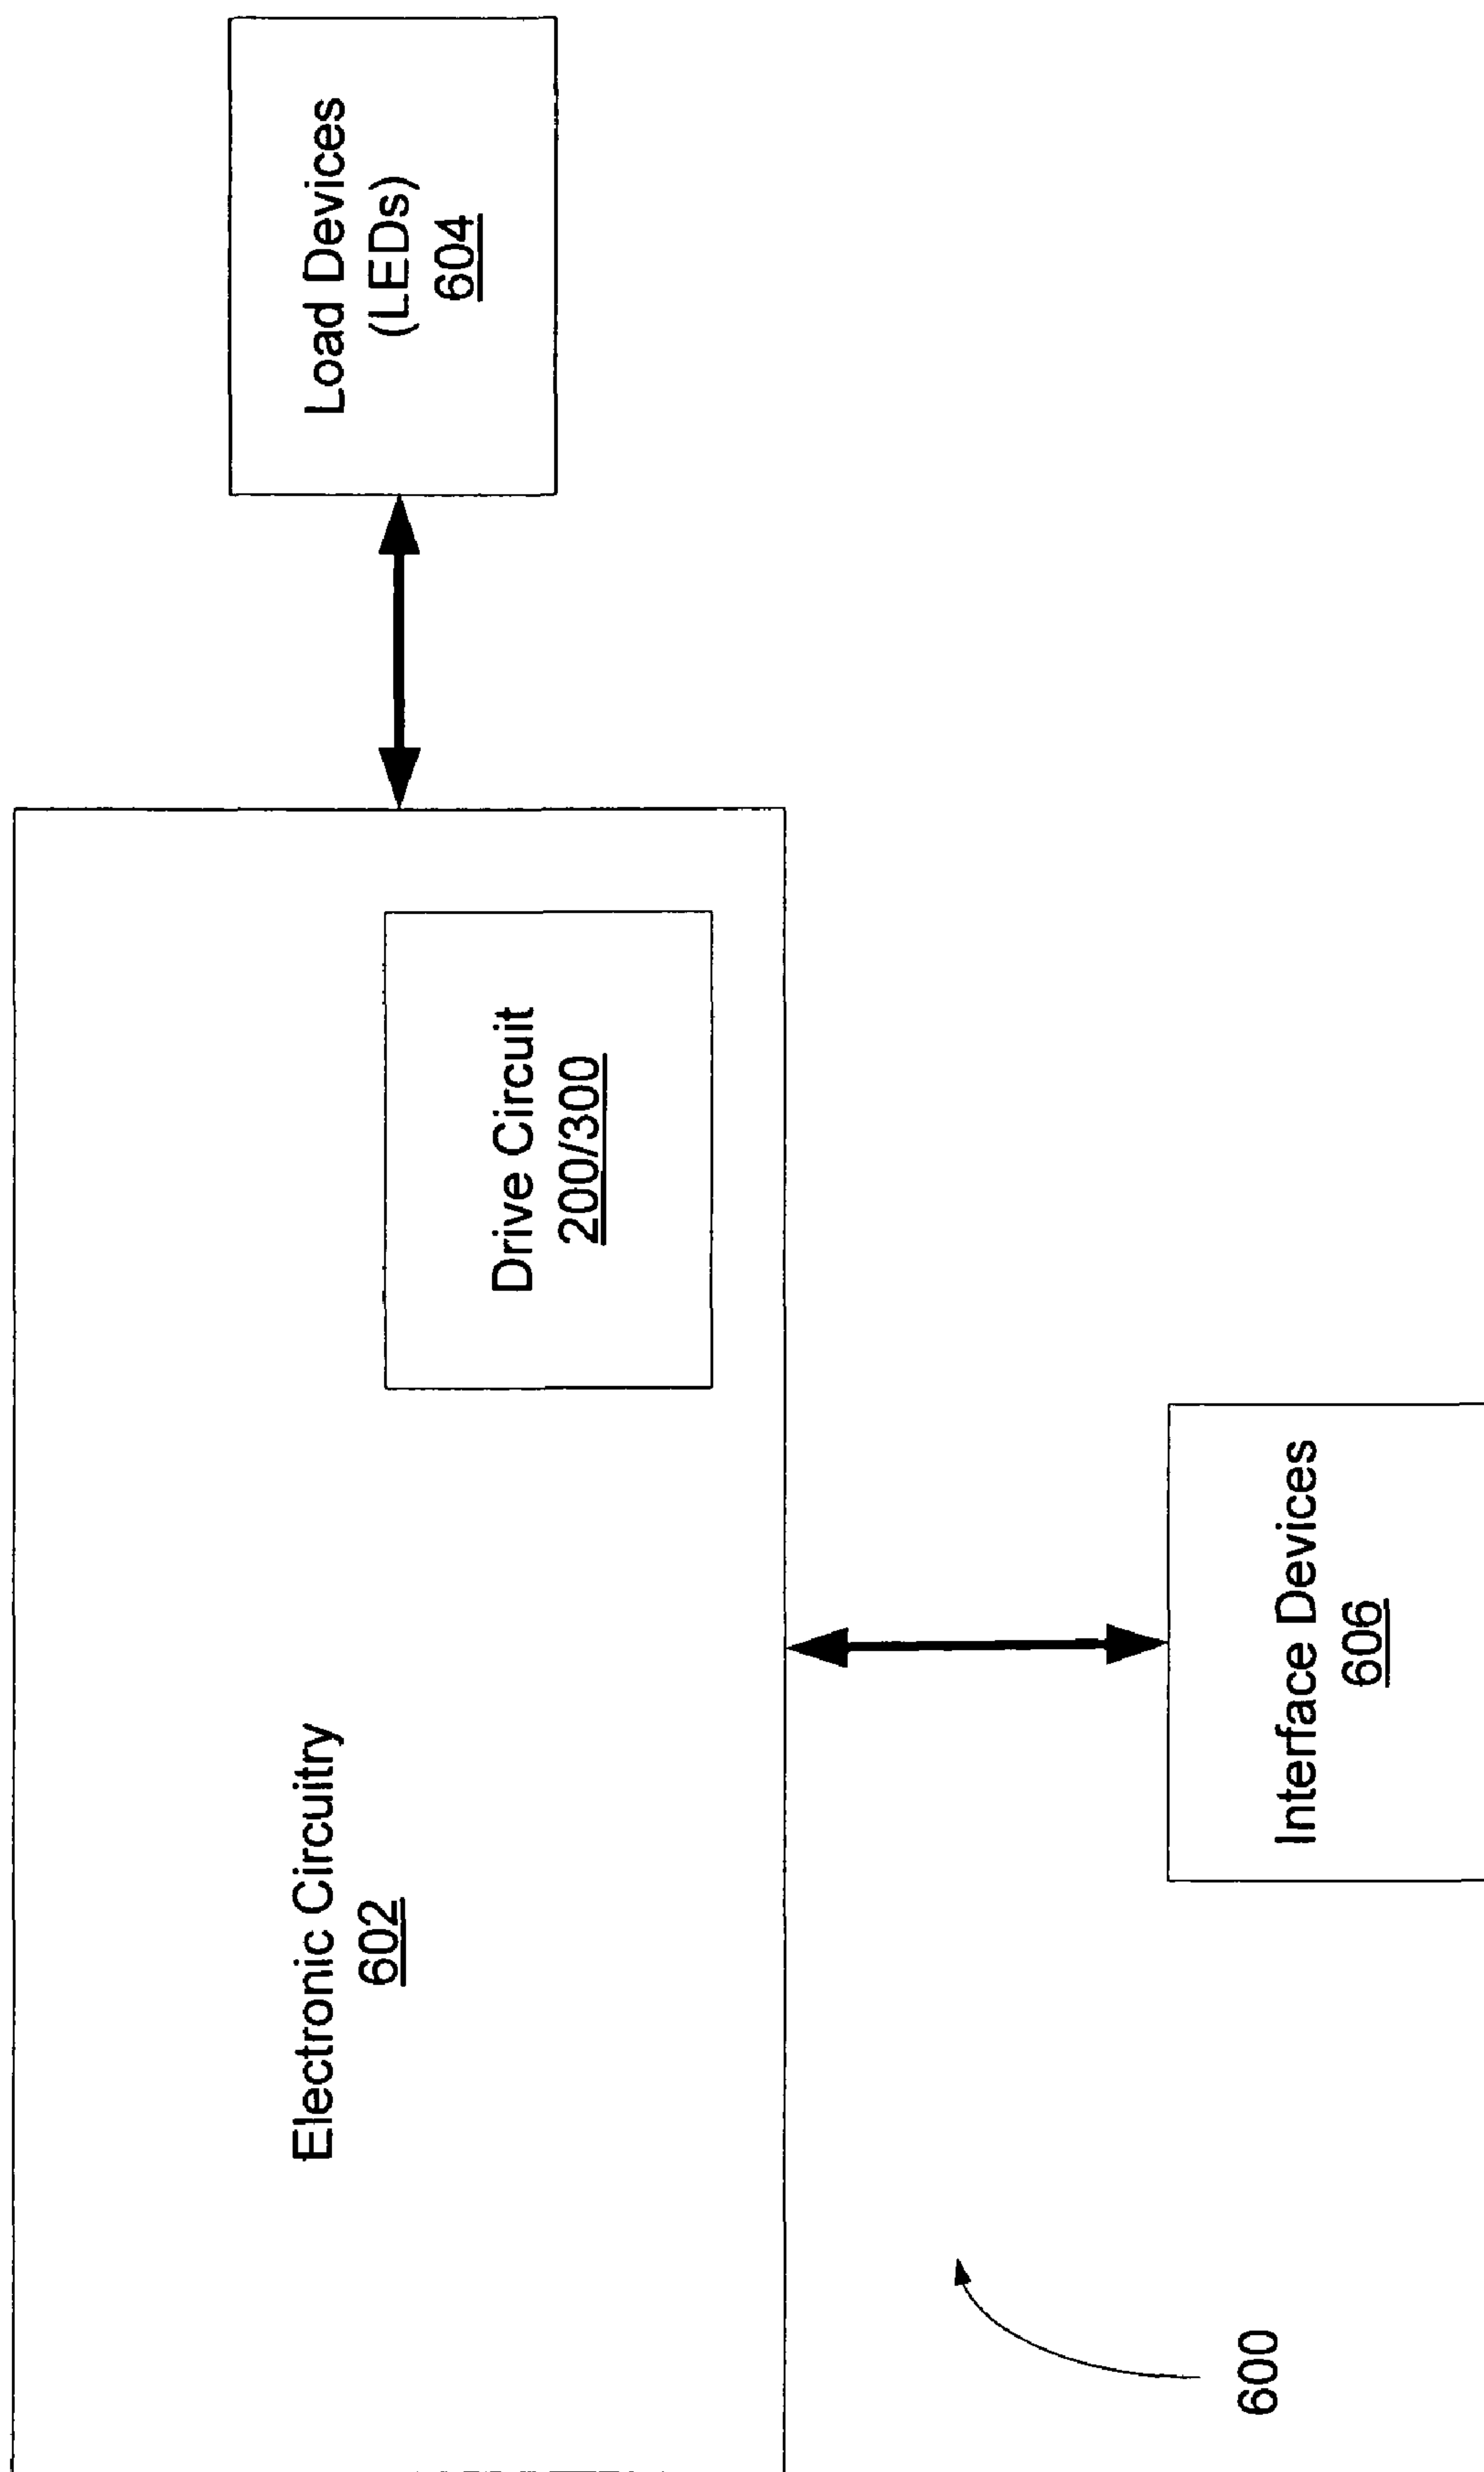 Electronic Circuitry
602
Drive Circuit
200/300
Load Devices
(LEDs)
604
Interface Devices
606
600